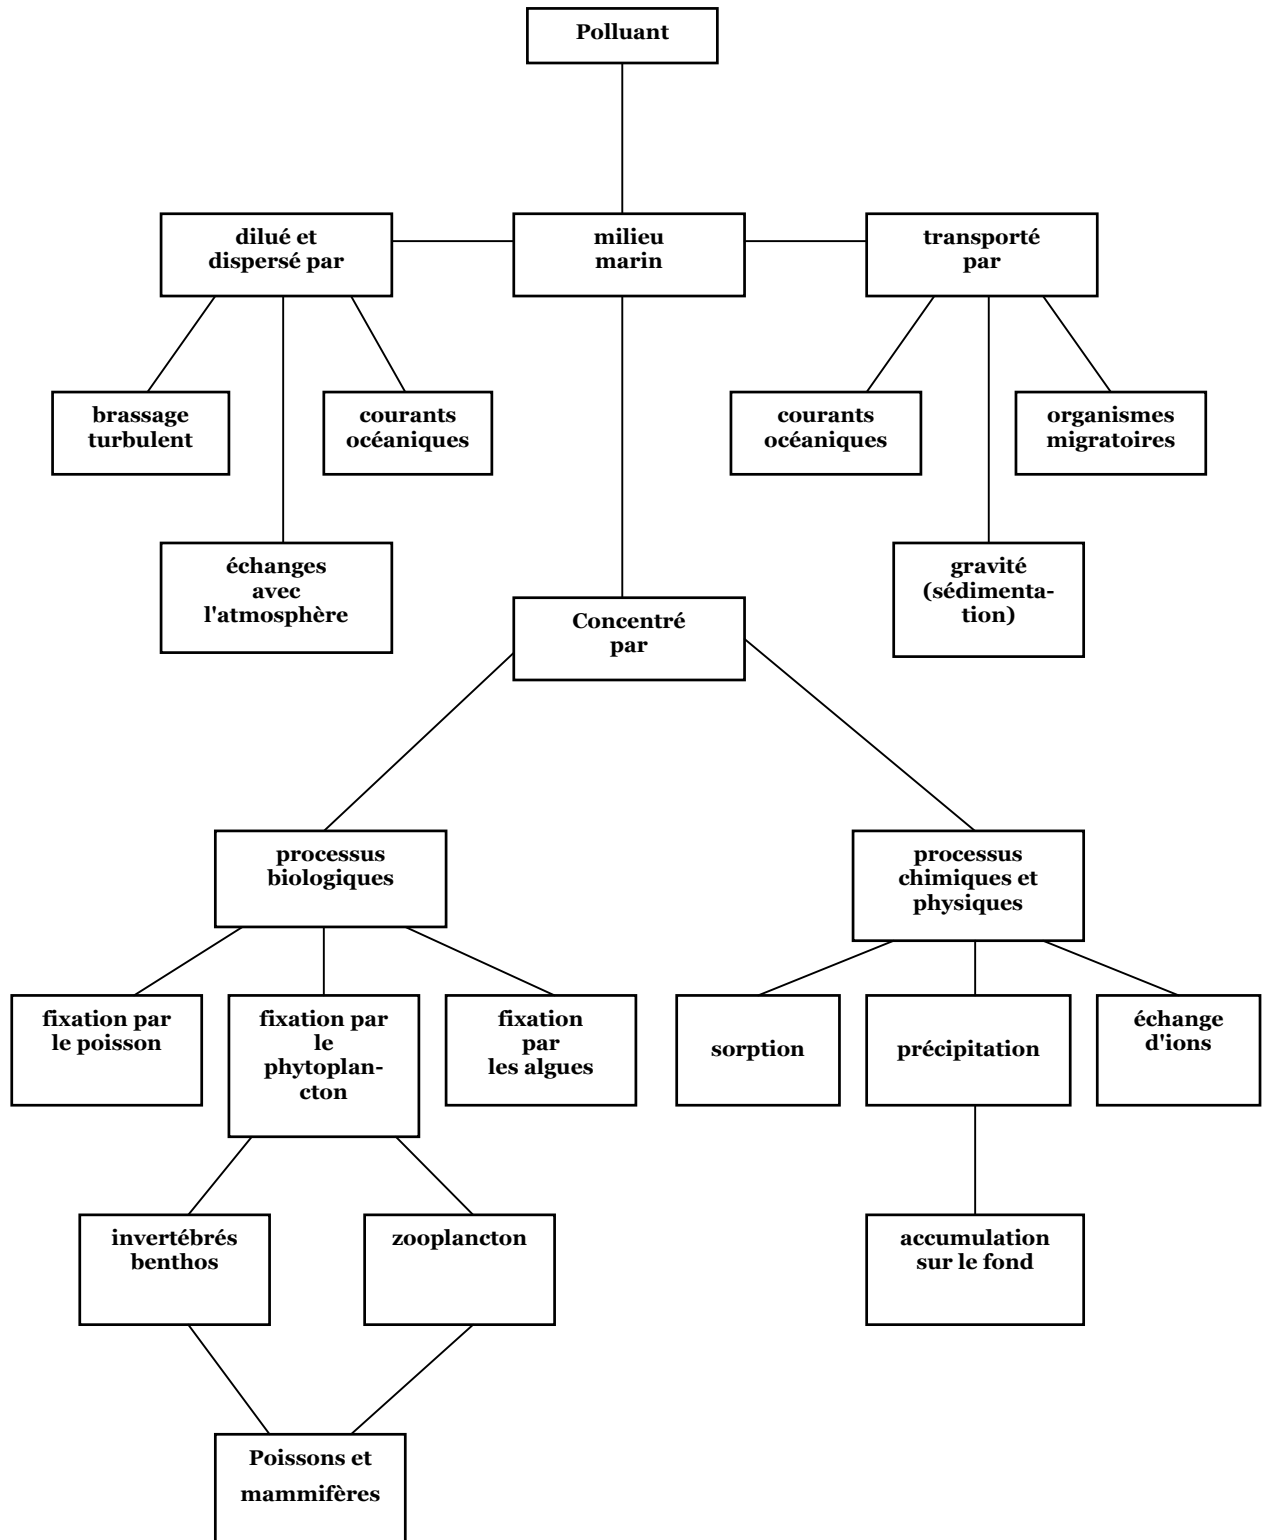 Polluant
dilué et
dispersé par
milieu
marin
transporté
par
brassage
turbulent
courants
océaniques
courants
océaniques
organismes
migratoires
échanges
avec
l'atmosphère
gravité
(sédimenta-
tion)
Concentré
par
processus
biologiques
processus
chimiques et
physiques
fixation par
le poisson
fixation par
le
phytoplan-
cton
fixation
par
les algues
sorption
précipitation
échange
d'ions
invertébrés
benthos
zooplancton
accumulation
sur le fond
Poissons et
mammifères